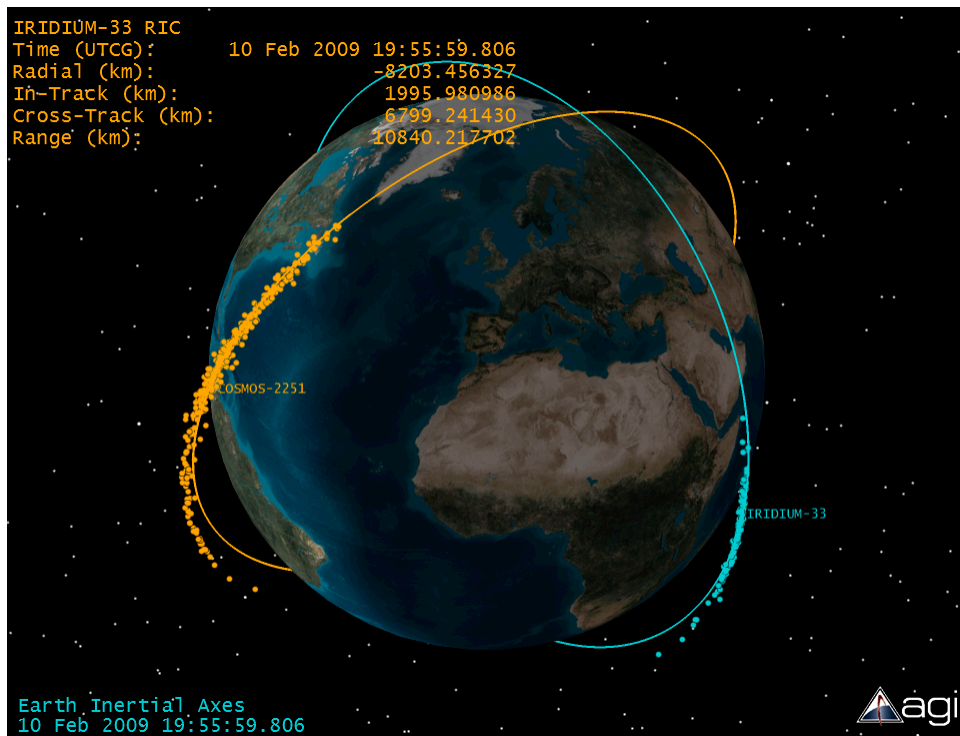 IRIDIUM-33 RIC
Time (UTCG): 10 Feb 2009 19:55:59.806
Radial (km): -8203.456327
In-Track (km): 1995.980986
Cross-Track (km): 6799.241430
Range (km): 10840.217702
COSMOS-2251
IRIDIUM-33
Earth Inertial Axes
10 Feb 2009 19:55:59.806
agi